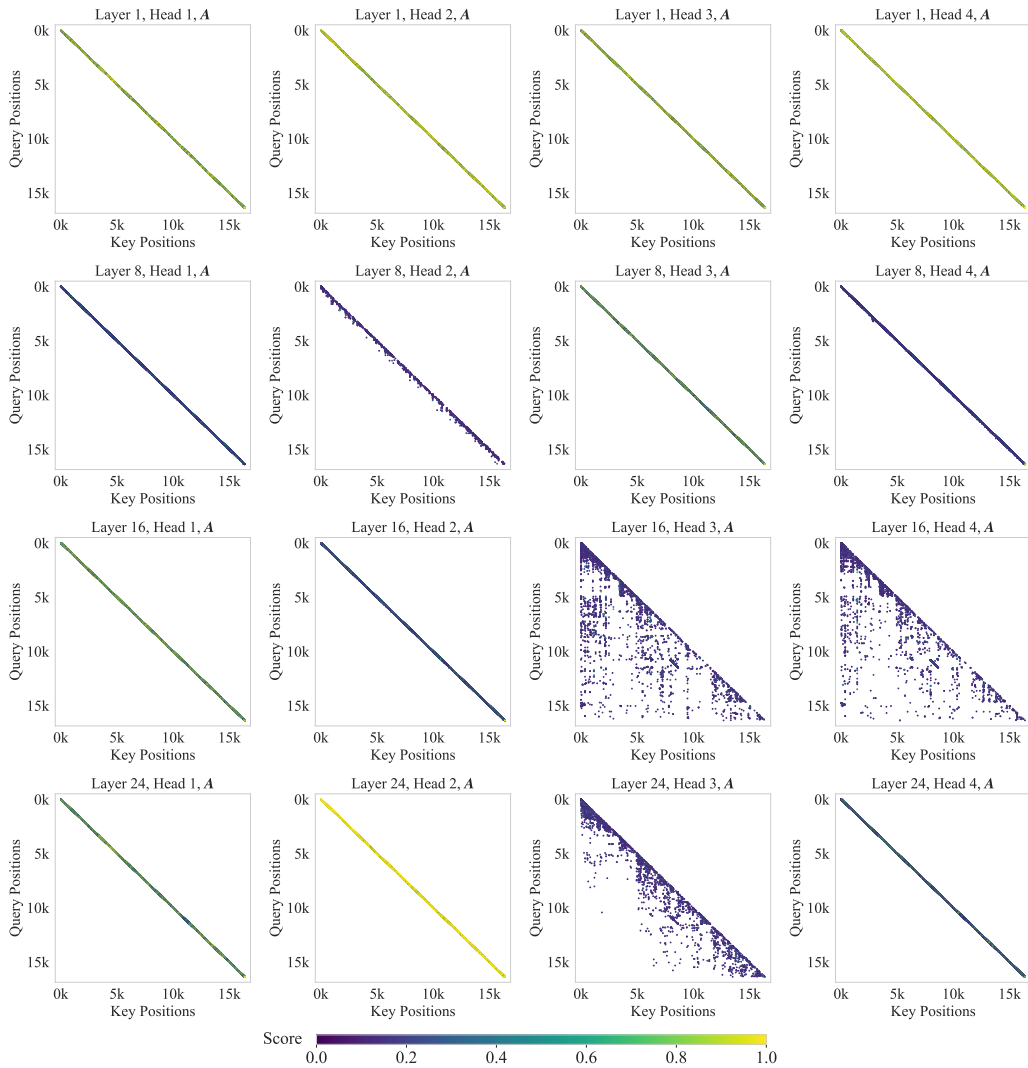 Layer 1, Head 1, A
Layer 1, Head 2, A
Layer 1, Head 3, A
Layer 1, Head 4, A
Query Positions
0k
5k
10k
15k
0k 5k 10k 15k
Key Positions
Query Positions
0k
5k
10k
15k
0k 5k 10k 15k
Key Positions
Query Positions
0k
5k
10k
15k
0k 5k 10k 15k
Key Positions
Query Positions
0k
5k
10k
15k
0k 5k 10k 15k
Key Positions
Layer 8, Head 1, A
Layer 8, Head 2, A
Layer 8, Head 3, A
Layer 8, Head 4, A
Query Positions
0k
5k
10k
15k
0k 5k 10k 15k
Key Positions
Query Positions
0k
5k
10k
15k
0k 5k 10k 15k
Key Positions
Query Positions
0k
5k
10k
15k
0k 5k 10k 15k
Key Positions
Query Positions
0k
5k
10k
15k
0k 5k 10k 15k
Key Positions
Layer 16, Head 1, A
Layer 16, Head 2, A
Layer 16, Head 3, A
Layer 16, Head 4, A
Query Positions
0k
5k
10k
15k
0k 5k 10k 15k
Key Positions
Query Positions
0k
5k
10k
15k
0k 5k 10k 15k
Key Positions
Query Positions
0k
5k
10k
15k
0k 5k 10k 15k
Key Positions
Query Positions
0k
5k
10k
15k
0k 5k 10k 15k
Key Positions
Layer 24, Head 1, A
Layer 24, Head 2, A
Layer 24, Head 3, A
Layer 24, Head 4, A
Query Positions
0k
5k
10k
15k
0k 5k 10k 15k
Key Positions
Query Positions
0k
5k
10k
15k
0k 5k 10k 15k
Key Positions
Query Positions
0k
5k
10k
15k
0k 5k 10k 15k
Key Positions
Query Positions
0k
5k
10k
15k
0k 5k 10k 15k
Key Positions
Score
0.0 0.2 0.4 0.6 0.8 1.0